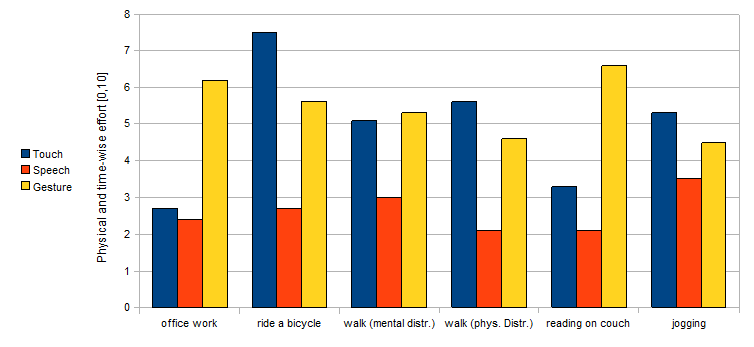 8
7
6
5
4
3
2
1
0
Physical and time-wise effort [0,10]
Touch
Speech
Gesture
office work
ride a bicycle
walk (mental distr.)
walk (phys. Distr.)
reading on couch
jogging